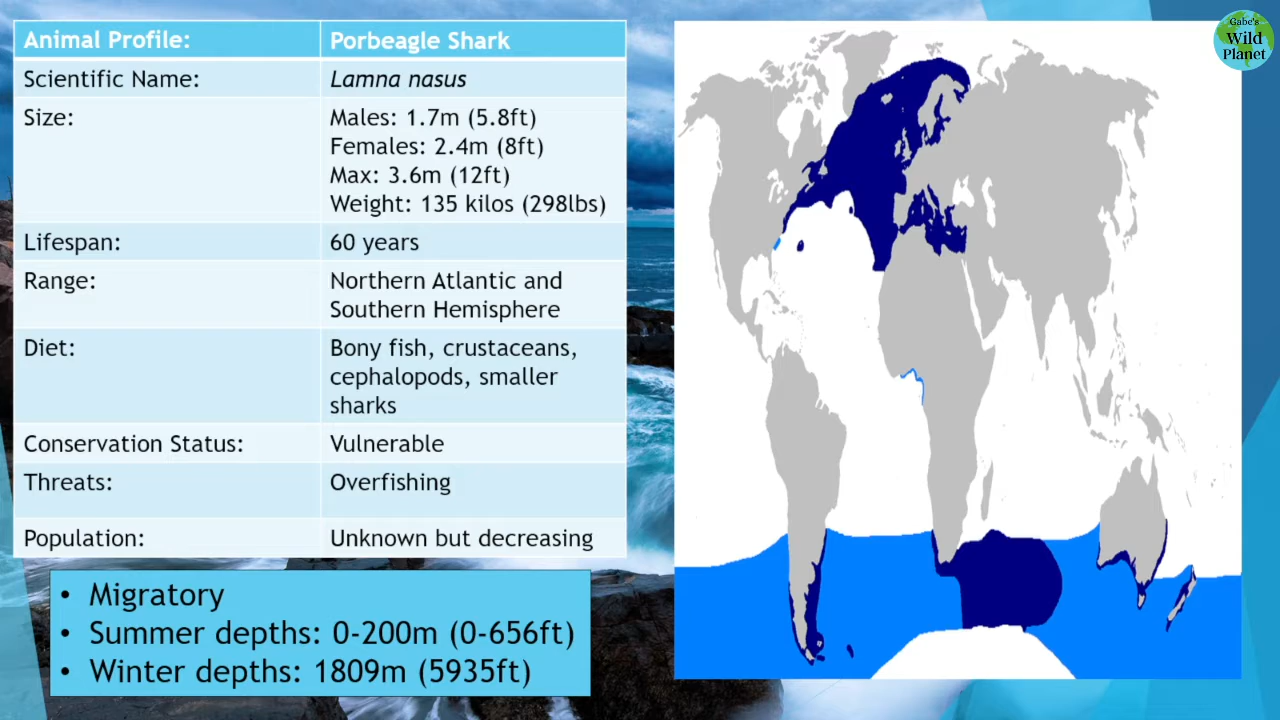 Animal Profile: Porbeagle Shark
Scientific Name: Lamna nasus
Size: Males: 1.7m (5.8ft)
Females: 2.4m (8ft)
Max: 3.6m (12ft)
Weight: 135 kilos (298lbs)
Lifespan: 60 years
Range: Northern Atlantic and
Southern Hemisphere
Diet: Bony fish, crustaceans,
cephalopods, smaller
sharks
Conservation Status: Vulnerable
Threats: Overfishing
Population: Unknown but decreasing
• Migratory
• Summer depths: 0-200m (0-656ft)
• Winter depths: 1809m (5935ft)
Gabe's
Wild
Planet